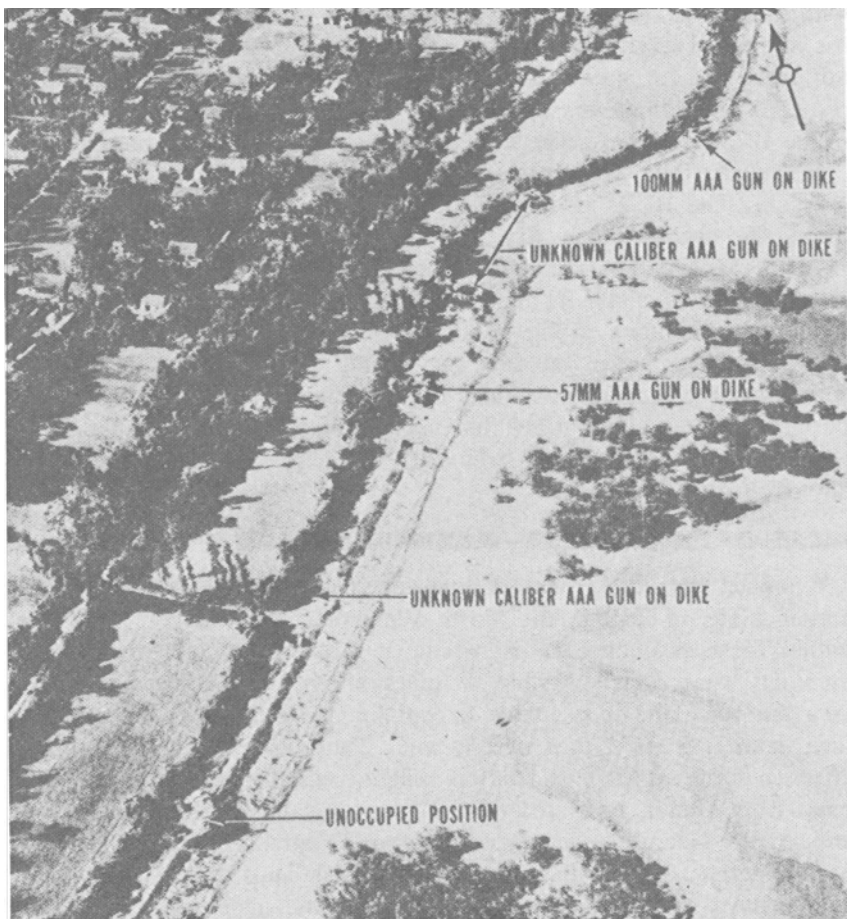 100MM AAA GUN ON DIKE
UNKNOWN CALIBER AAA GUN ON DIKE
57MM AAA GUN ON DIKE
UNKNOWN CALIBER AAA GUN ON DIKE
UNOCCUPIED POSITION